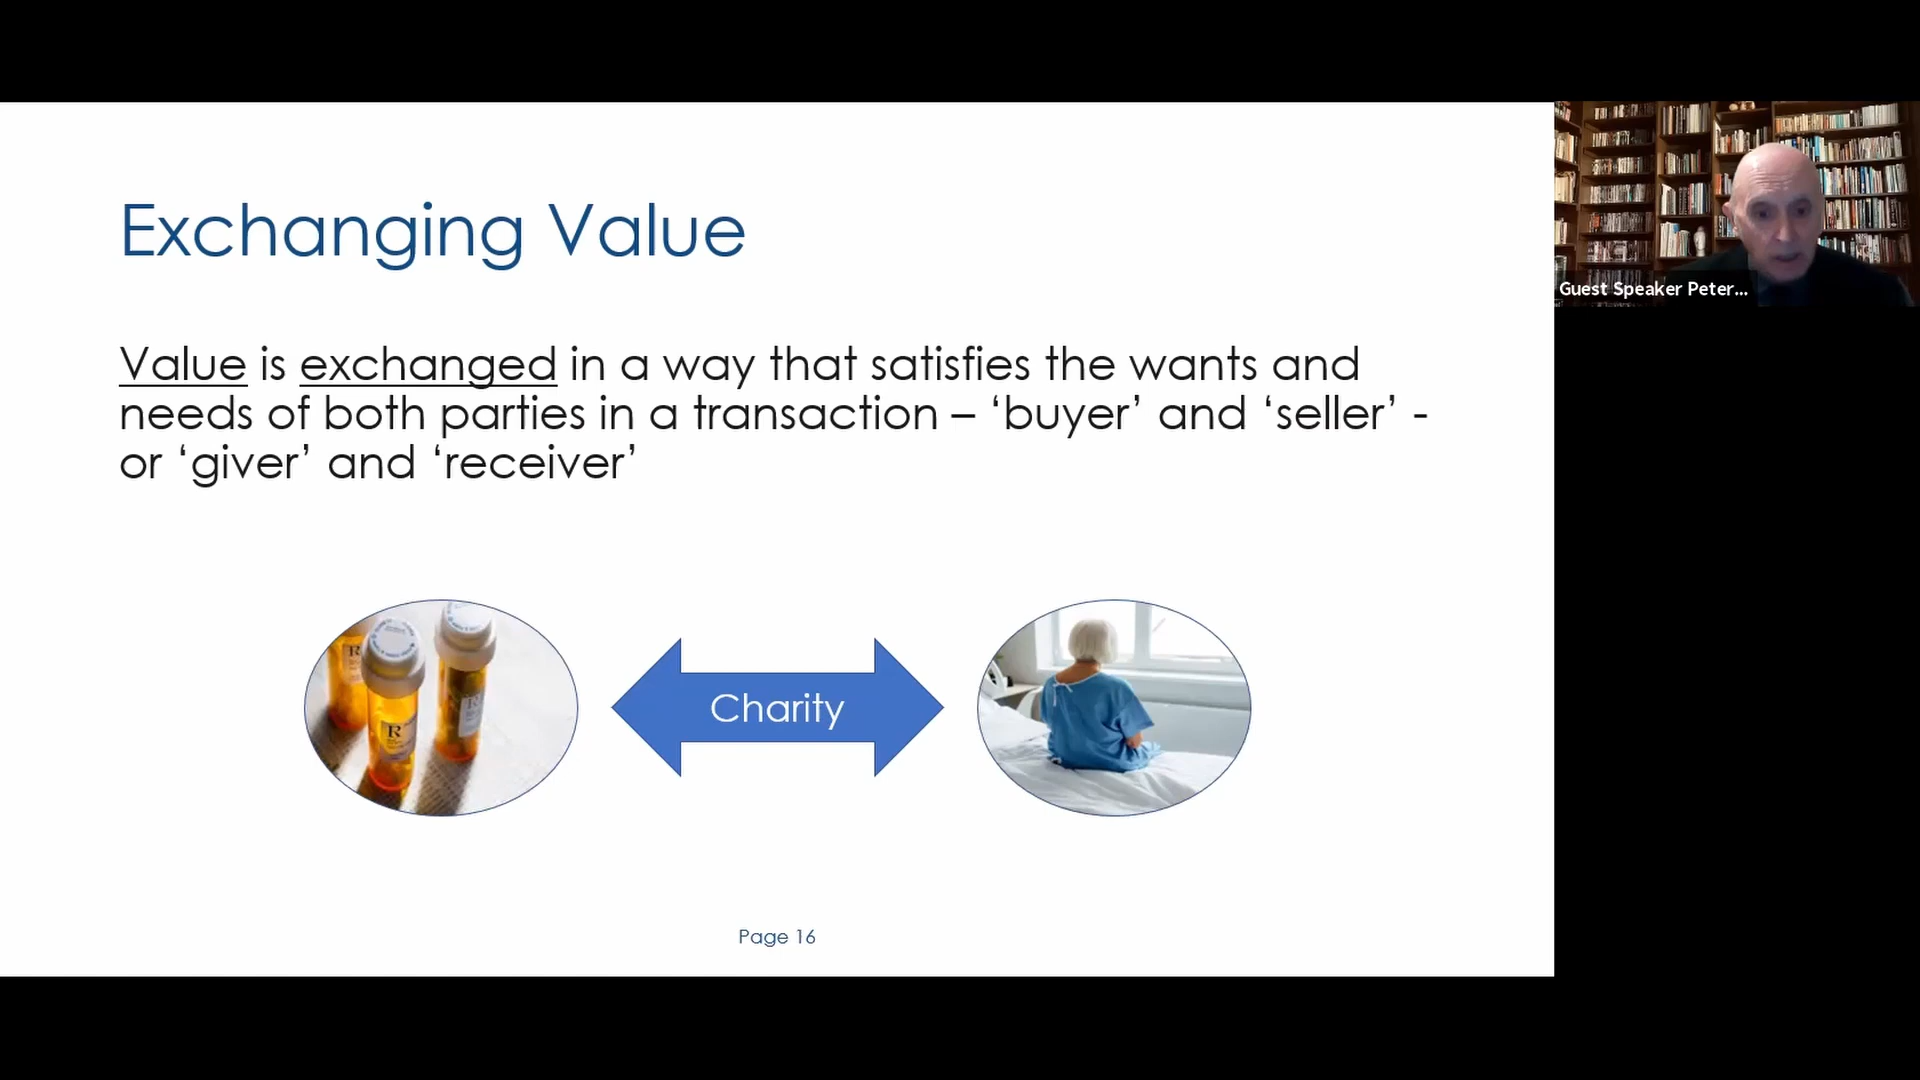 Exchanging Value
Value is exchanged in a way that satisfies the wants and
needs of both parties in a transaction – ‘buyer’ and ‘seller’ -
or ‘giver’ and ‘receiver’
Charity
Page 16
Guest Speaker Peter...